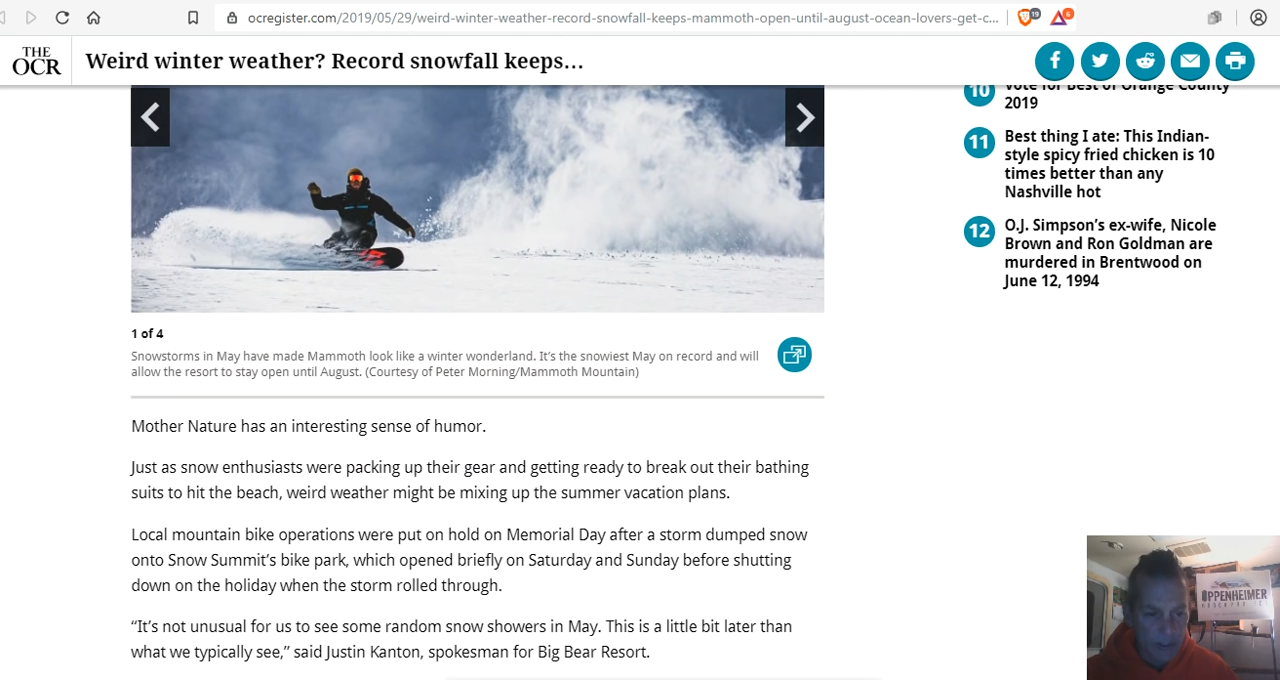 ocregister.com/2019/05/29/weird-winter-weather-record-snowfall-keeps-mammoth-open-until-august-ocean-lovers-get-c...
19
6
THE
OCR
Weird winter weather? Record snowfall keeps...
10
Vote for Best of Orange County
2019
11
Best thing I ate: This Indian-
style spicy fried chicken is 10
times better than any
Nashville hot
12
O.J. Simpson’s ex-wife, Nicole
Brown and Ron Goldman are
murdered in Brentwood on
June 12, 1994
1 of 4
Snowstorms in May have made Mammoth look like a winter wonderland. It’s the snowiest May on record and will
allow the resort to stay open until August. (Courtesy of Peter Morning/Mammoth Mountain)
Mother Nature has an interesting sense of humor.
Just as snow enthusiasts were packing up their gear and getting ready to break out their bathing
suits to hit the beach, weird weather might be mixing up the summer vacation plans.
Local mountain bike operations were put on hold on Memorial Day after a storm dumped snow
onto Snow Summit’s bike park, which opened briefly on Saturday and Sunday before shutting
down on the holiday when the storm rolled through.
“It’s not unusual for us to see some random snow showers in May. This is a little bit later than
what we typically see,” said Justin Kanton, spokesman for Big Bear Resort.
OPPENHEIMER